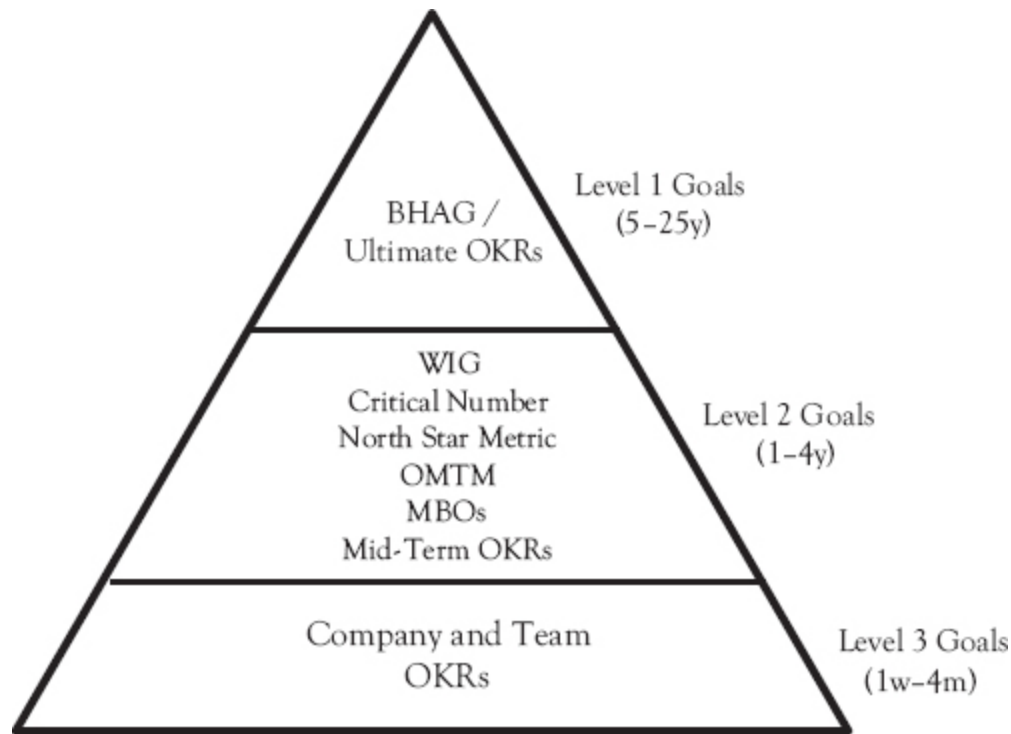 Level 1 Goals
(5–25y)
BHAG /
Ultimate OKRs
WIG
Critical Number
North Star Metric
OMTM
MBOs
Mid-Term OKRs
Level 2 Goals
(1–4y)
Company and Team
OKRs
Level 3 Goals
(1w–4m)